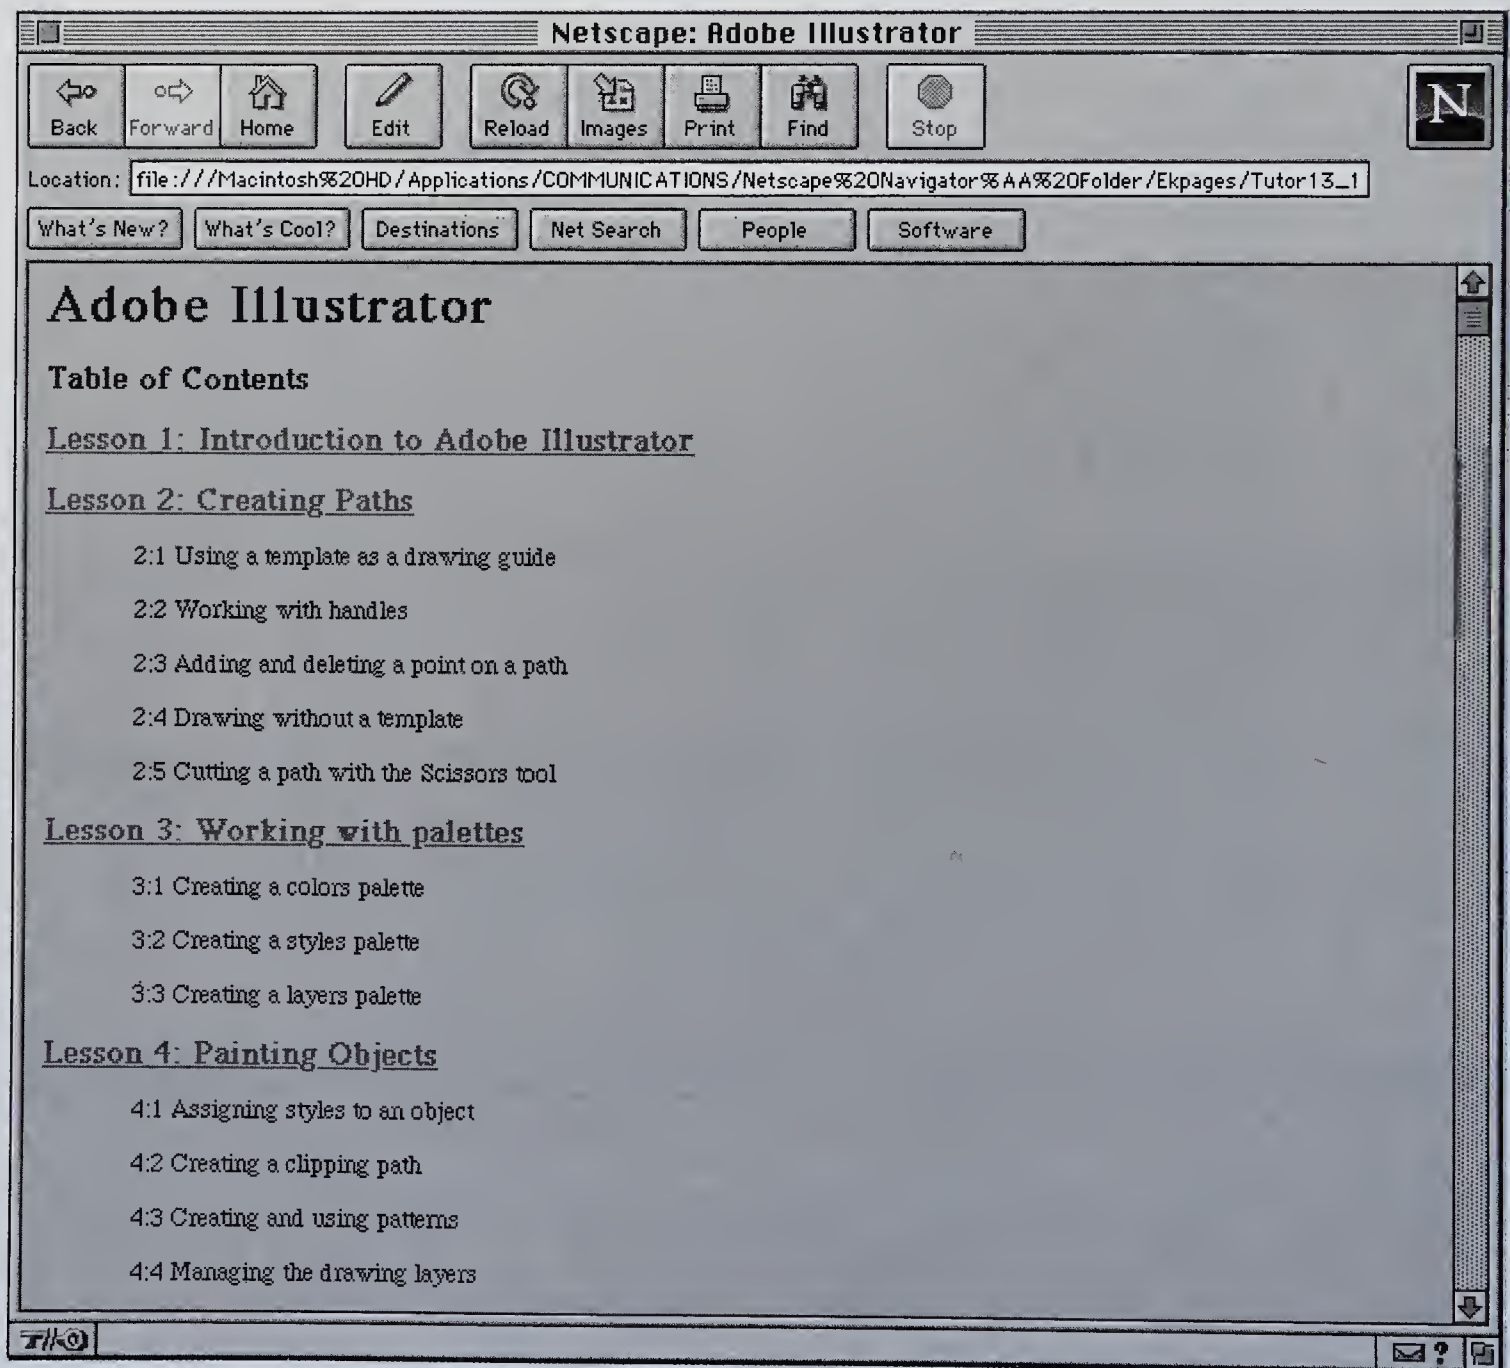 Netscape: Adobe Illustrator
Back Forward Home Edit Reload Images Print Find Stop N
Location: file:///Macintosh%20HD/Applications/COMMUNICATIONS/Netscape%20Navigator%AA%20Folder/Ekpages/Tutor13_1
What's New? What's Cool? Destinations Net Search People Software
Adobe Illustrator
Table of Contents
Lesson 1: Introduction to Adobe Illustrator
Lesson 2: Creating Paths
2:1 Using a template as a drawing guide
2:2 Working with handles
2:3 Adding and deleting a point on a path
2:4 Drawing without a template
2:5 Cutting a path with the Scissors tool
Lesson 3: Working with palettes
3:1 Creating a colors palette
3:2 Creating a styles palette
3:3 Creating a layers palette
Lesson 4: Painting Objects
4:1 Assigning styles to an object
4:2 Creating a clipping path
4:3 Creating and using patterns
4:4 Managing the drawing layers
?